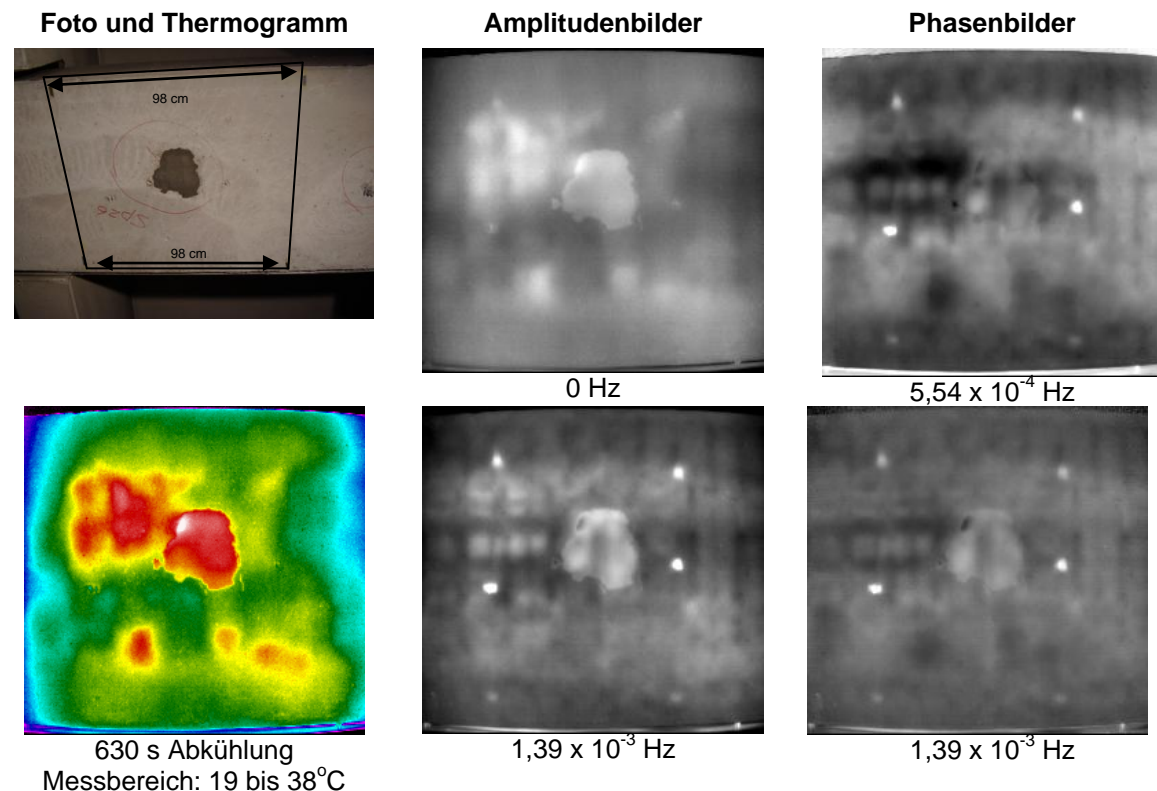 Foto und Thermogramm
Amplitudenbilder
Phasenbilder
98 cm
98 cm
0 Hz
5,54 x 10⁻⁴ Hz
630 s Abkühlung
Messbereich: 19 bis 38°C
1,39 x 10⁻³ Hz
1,39 x 10⁻³ Hz